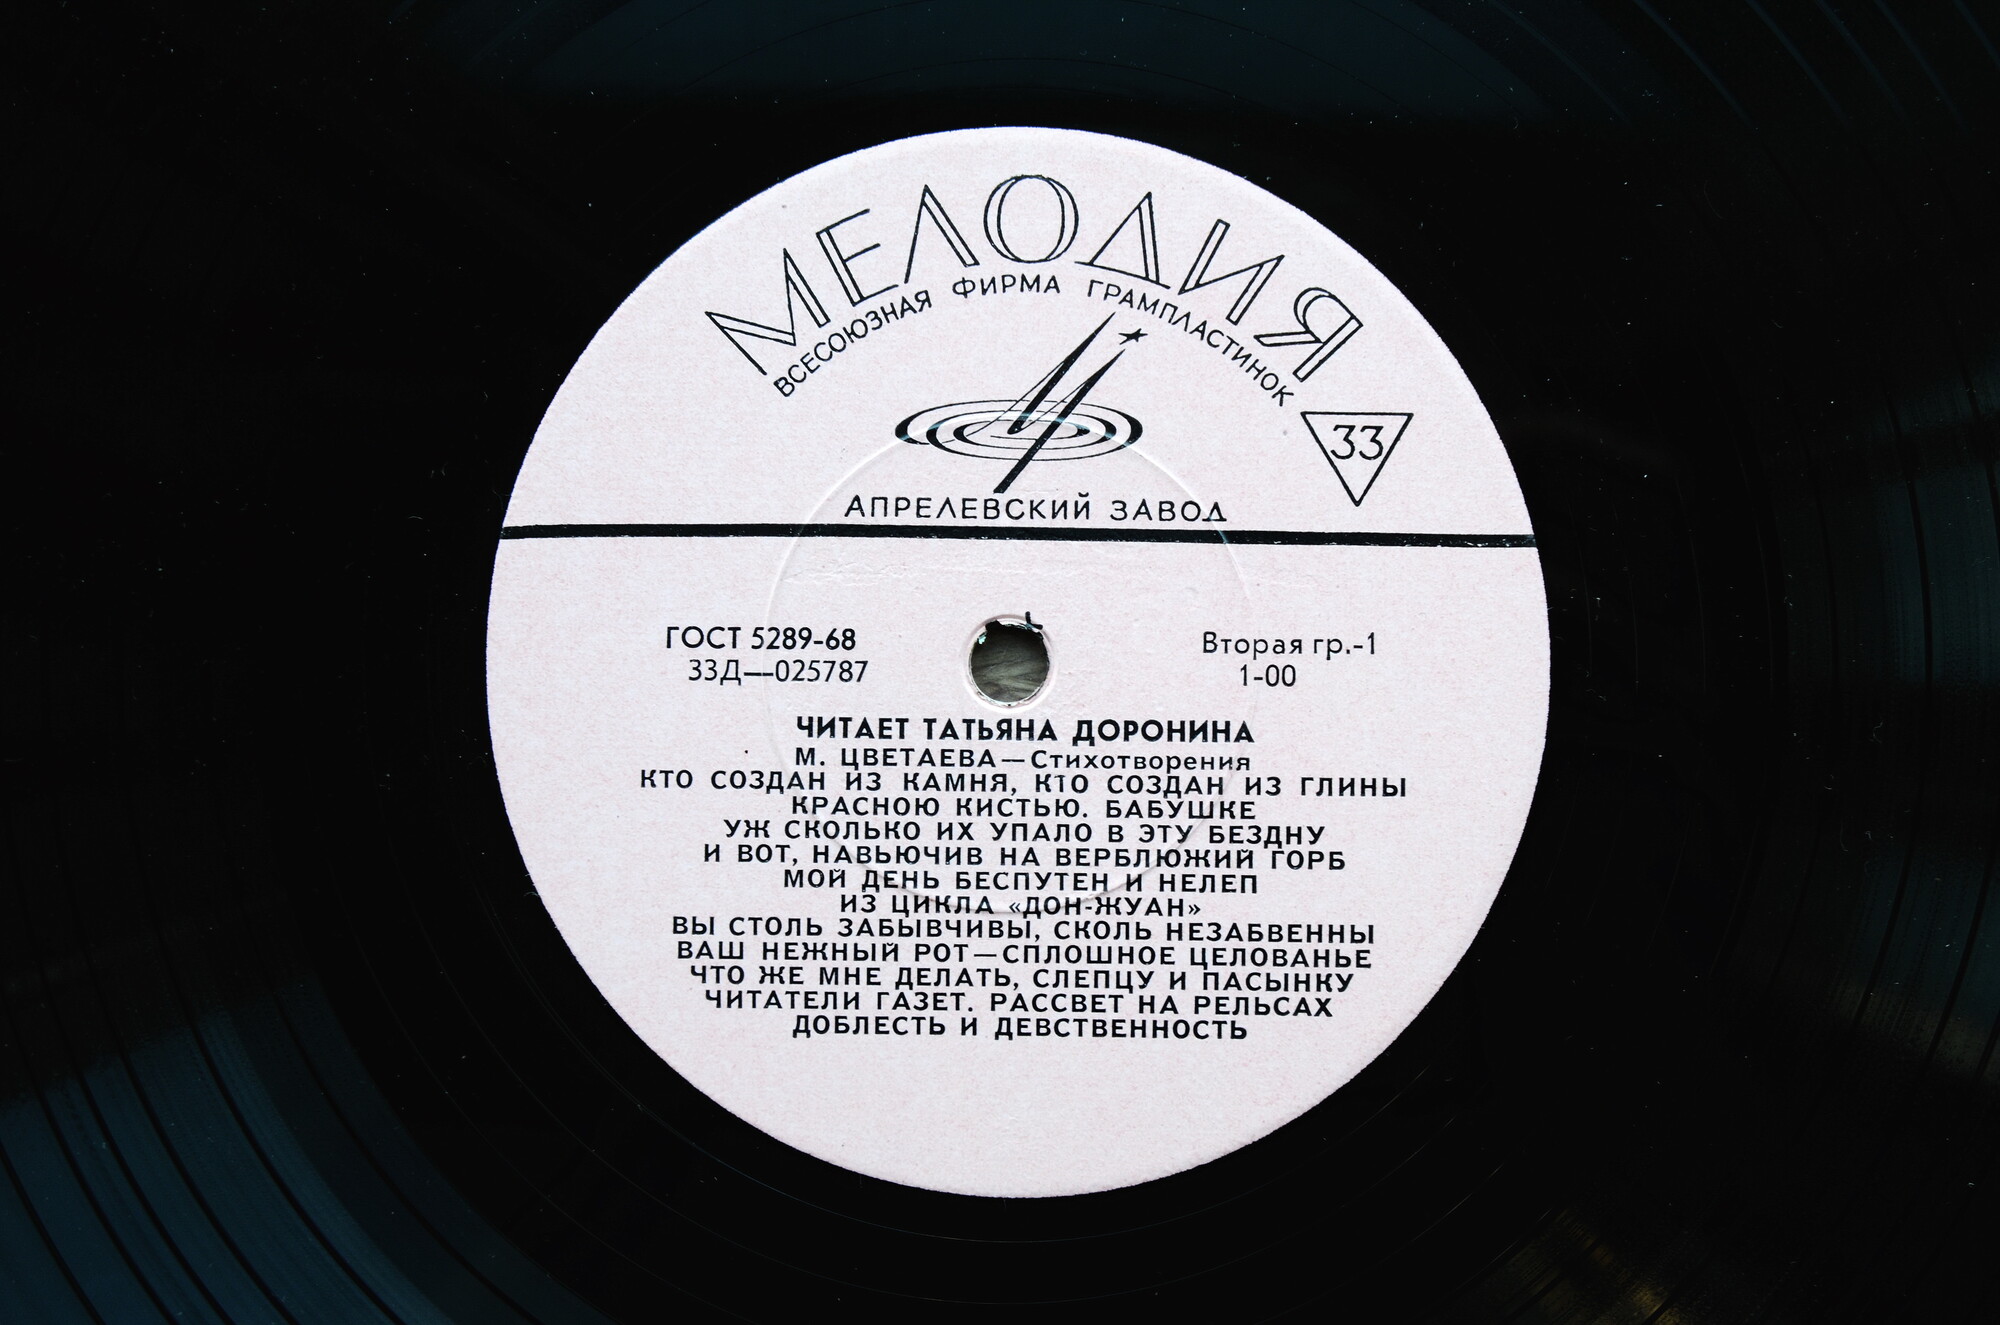 МЕЛОДИЯ
ВСЕСОЮЗНАЯ ФИРМА ГРАМПЛАСТИНОК
33
АПРЕЛЕВСКИЙ ЗАВОД
ГОСТ 5289-68
33Д—025787
Вторая гр.-1
1-00
ЧИТАЕТ ТАТЬЯНА ДОРОНИНА
М. ЦВЕТАЕВА—Стихотворения
КТО СОЗДАН ИЗ КАМНЯ, КТО СОЗДАН ИЗ ГЛИНЫ
КРАСНОЮ КИСТЬЮ. БАБУШКЕ
УЖ СКОЛЬКО ИХ УПАЛО В ЭТУ БЕЗДНУ
И ВОТ, НАВЬЮЧИВ НА ВЕРБЛЮЖИЙ ГОРБ
МОЙ ДЕНЬ БЕСПУТЕН И НЕЛЕП
ИЗ ЦИКЛА «ДОН-ЖУАН»
ВЫ СТОЛЬ ЗАБЫВЧИВЫ, СКОЛЬ НЕЗАБВЕННЫ
ВАШ НЕЖНЫЙ РОТ—СПЛОШНОЕ ЦЕЛОВАНЬЕ
ЧТО ЖЕ МНЕ ДЕЛАТЬ, СЛЕПЦУ И ПАСЫНКУ
ЧИТАТЕЛИ ГАЗЕТ. РАССВЕТ НА РЕЛЬСАХ
ДОБЛЕСТЬ И ДЕВСТВЕННОСТЬ